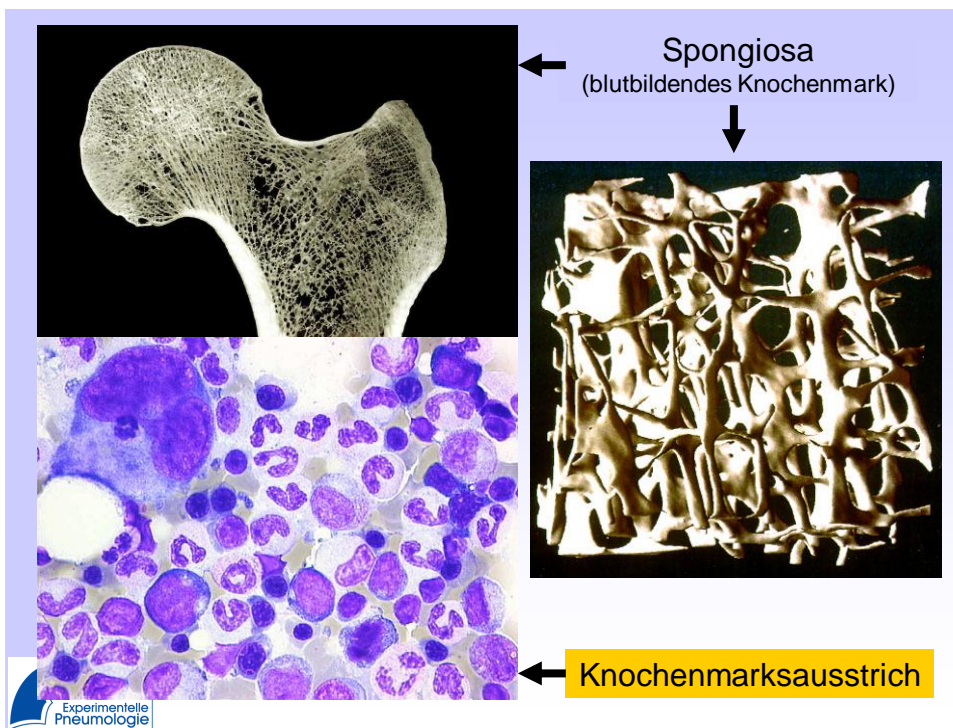 Spongiosa
(blutbildendes Knochenmark)
Knochenmarksausstrich
Experimentelle
Pneumologie